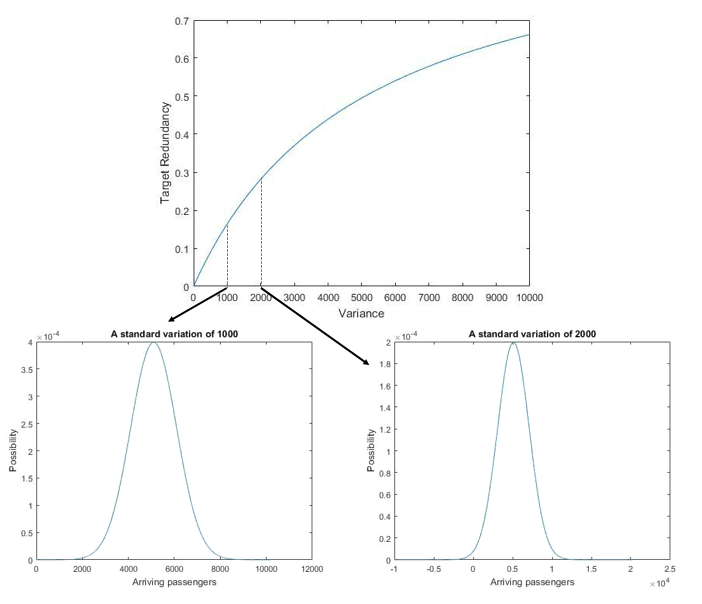 0.7
0.6
0.5
0.4
0.3
0.2
0.1
0
Target Redundancy
0 1000 2000 3000 4000 5000 6000 7000 8000 9000 10000
Variance
×10⁻⁴
A standard variation of 1000
4
3.5
3
2.5
2
1.5
1
0.5
0
Possibility
0 2000 4000 6000 8000 10000 12000
Arriving passengers
×10⁻⁴
A standard variation of 2000
2
1.8
1.6
1.4
1.2
1
0.8
0.6
0.4
0.2
0
Possibility
-1 -0.5 0 0.5 1 1.5 2 2.5
Arriving passengers
×10⁴